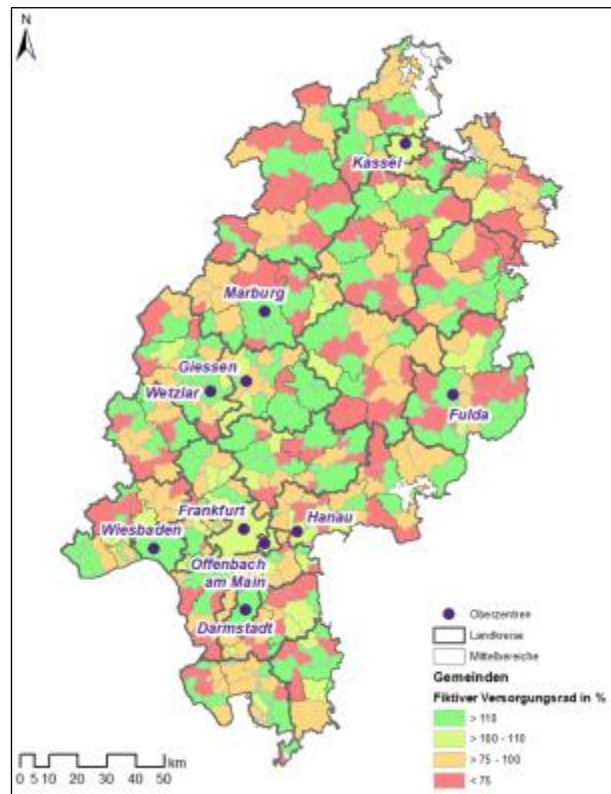 N
Kassel
Marburg
Giessen
Wetzlar
Fulda
Frankfurt
Hanau
Wiesbaden
Offenbach
am Main
Darmstadt
Oberzentren
Landkreise
Mittelbereiche
Gemeinden
Fiktiver Versorgungsrad in %
> 110
> 100 - 110
> 75 - 100
< 75
km
0 5 10 20 30 40 50